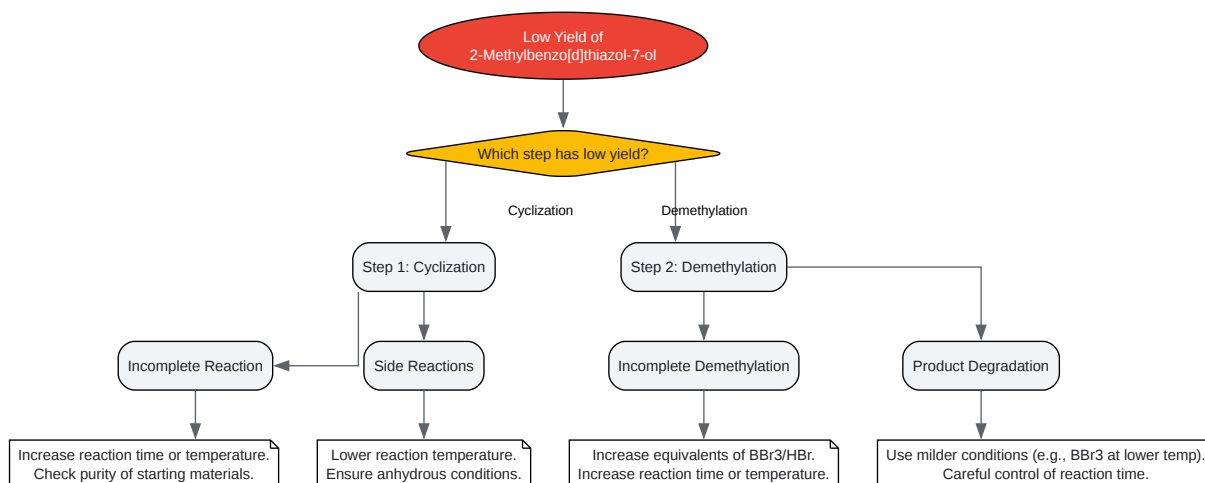 Low Yield of
2-Methylbenzo[d]thiazol-7-ol
Which step has low yield?
Cyclization
Demethylation
Step 1: Cyclization
Step 2: Demethylation
Incomplete Reaction
Side Reactions
Incomplete Demethylation
Product Degradation
Increase reaction time or temperature.
Check purity of starting materials.
Lower reaction temperature.
Ensure anhydrous conditions.
Increase equivalents of BBr3/HBr.
Increase reaction time or temperature.
Use milder conditions (e.g., BBr3 at lower temp).
Careful control of reaction time.